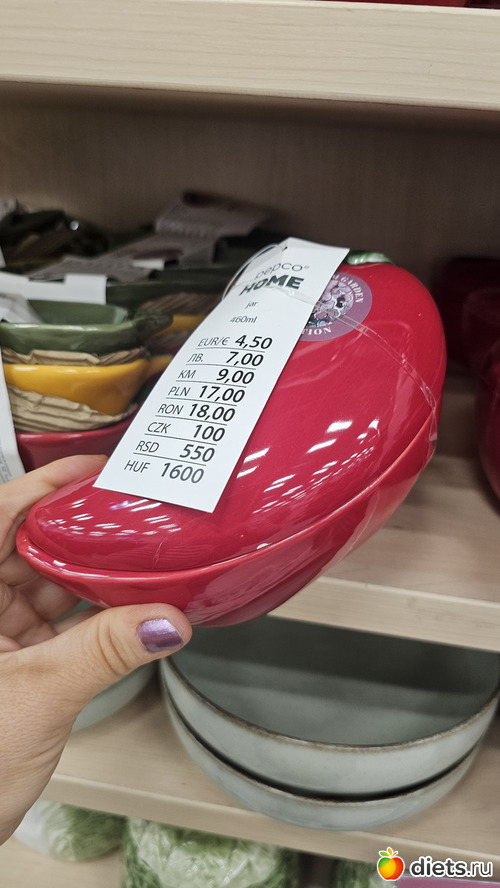 pepco®
HOME
jar
460ml
EUR/€ 4,50
ЛВ. 7,00
KM 9,00
PLN 17,00
RON 18,00
CZK 100
RSD 550
HUF 1600
GARDEN
diets.ru